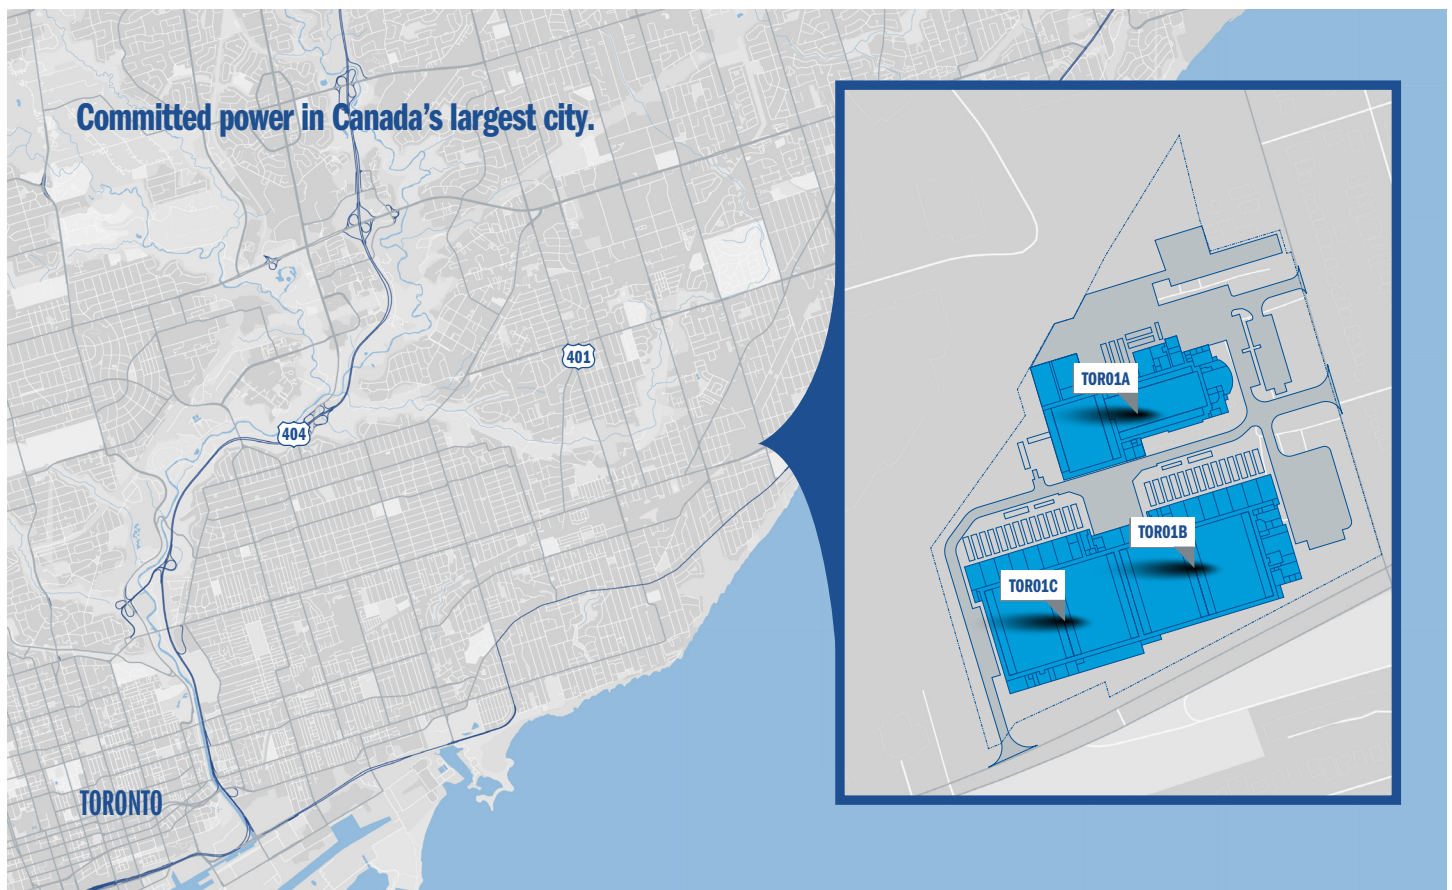 Committed power in Canada's largest city.
401
404
TORONTO
TOR01A
TOR01B
TOR01C